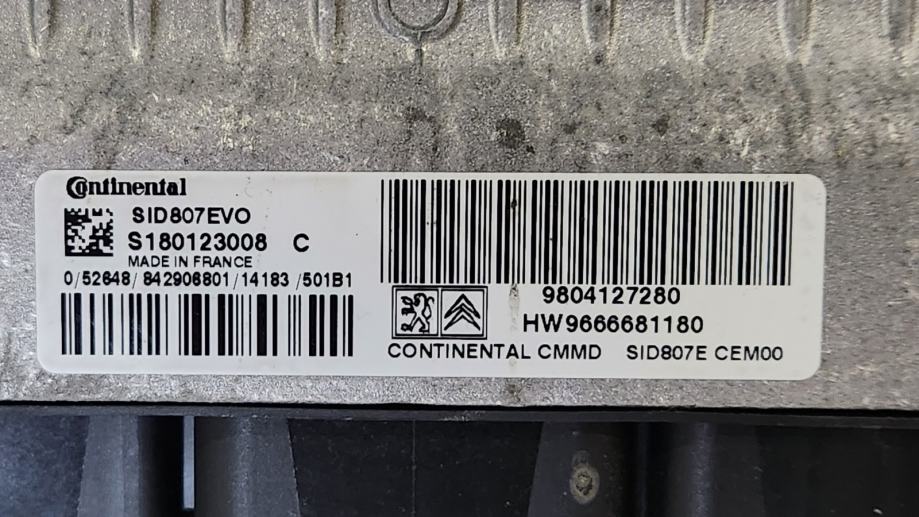 Continental
SID807EVO
S180123008 C
MADE IN FRANCE
0/52648/842906801/14183/501B1
9804127280
HW9666681180
CONTINENTAL CMMD SID807E CEM00